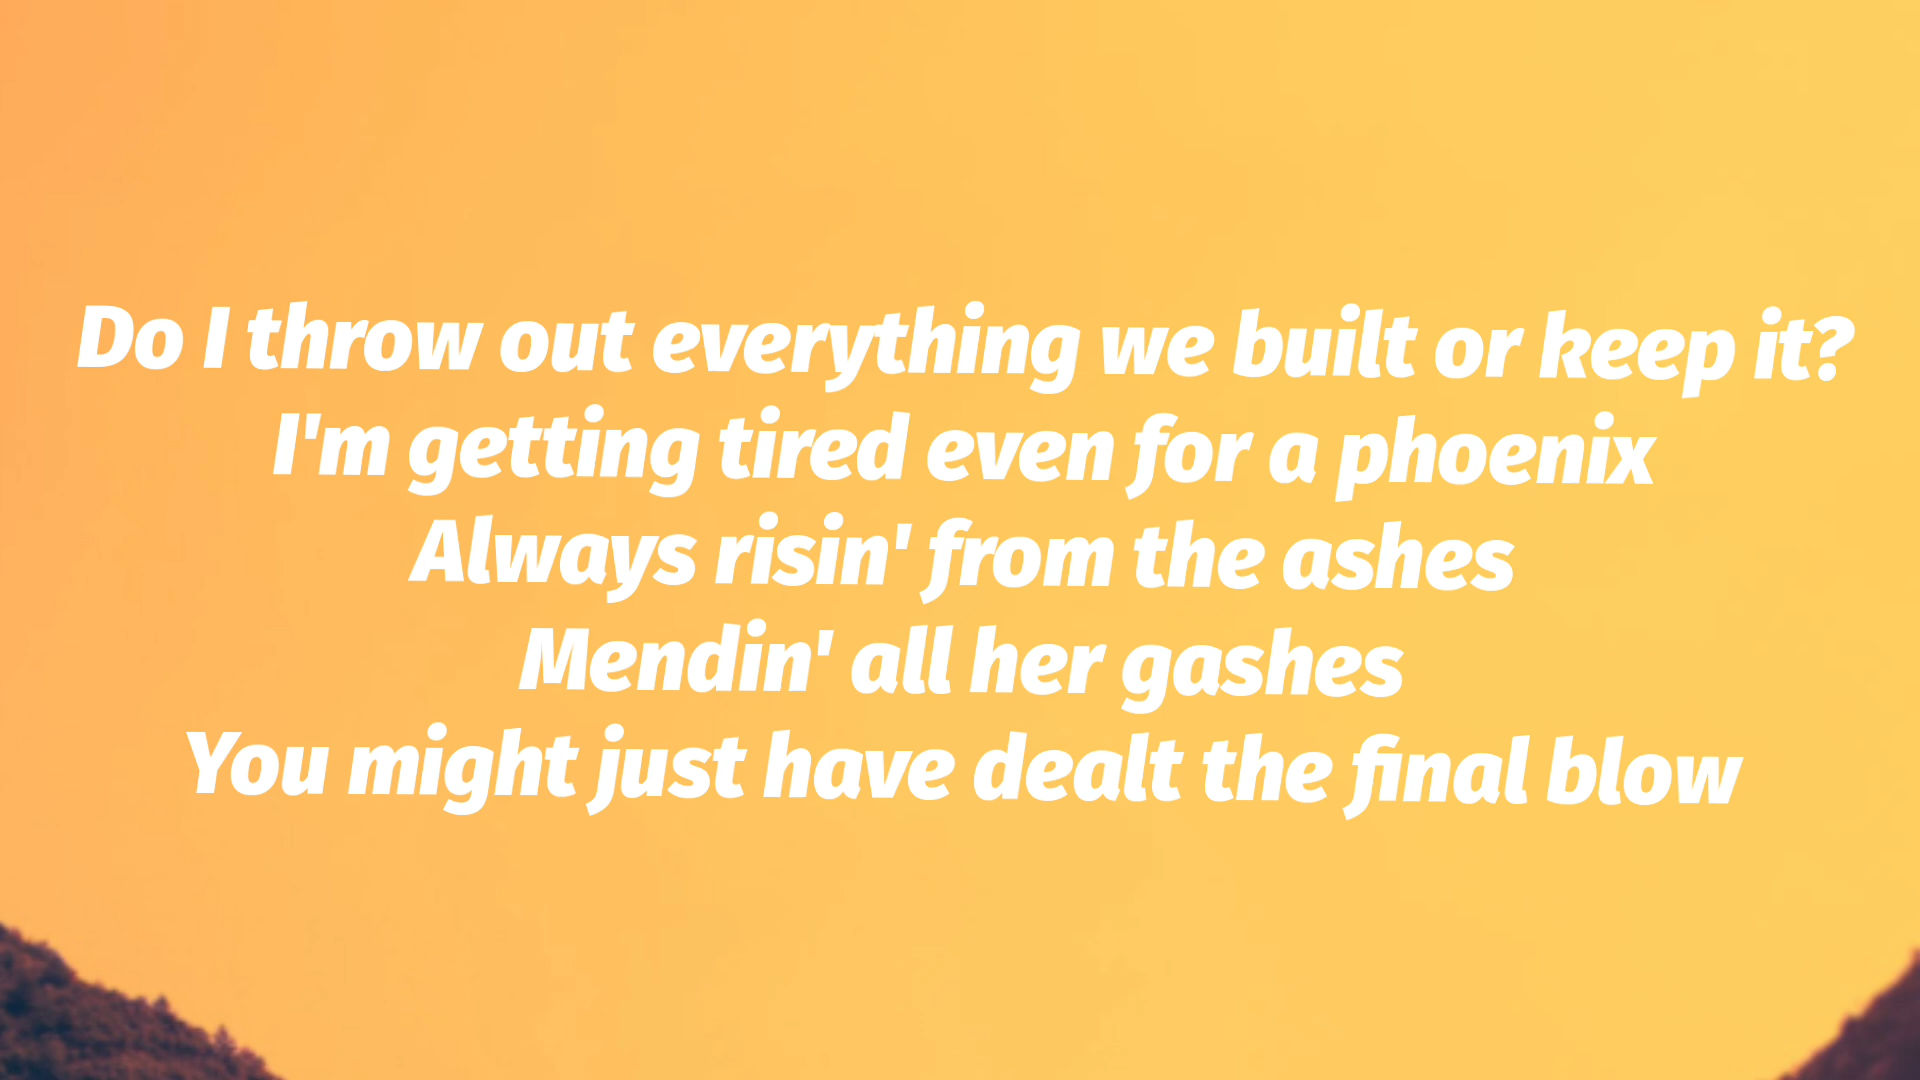 Do I throw out everything we built or keep it?
I'm getting tired even for a phoenix
Always risin' from the ashes
Mendin' all her gashes
You might just have dealt the final blow